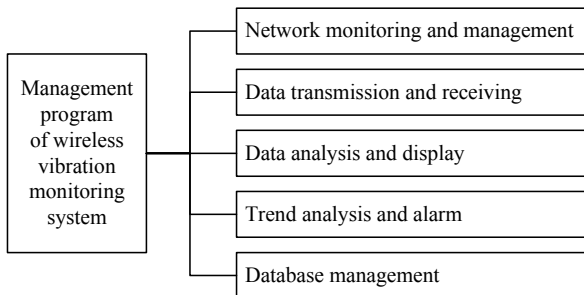 Management
program
of wireless
vibration
monitoring
system
Network monitoring and management
Data transmission and receiving
Data analysis and display
Trend analysis and alarm
Database management